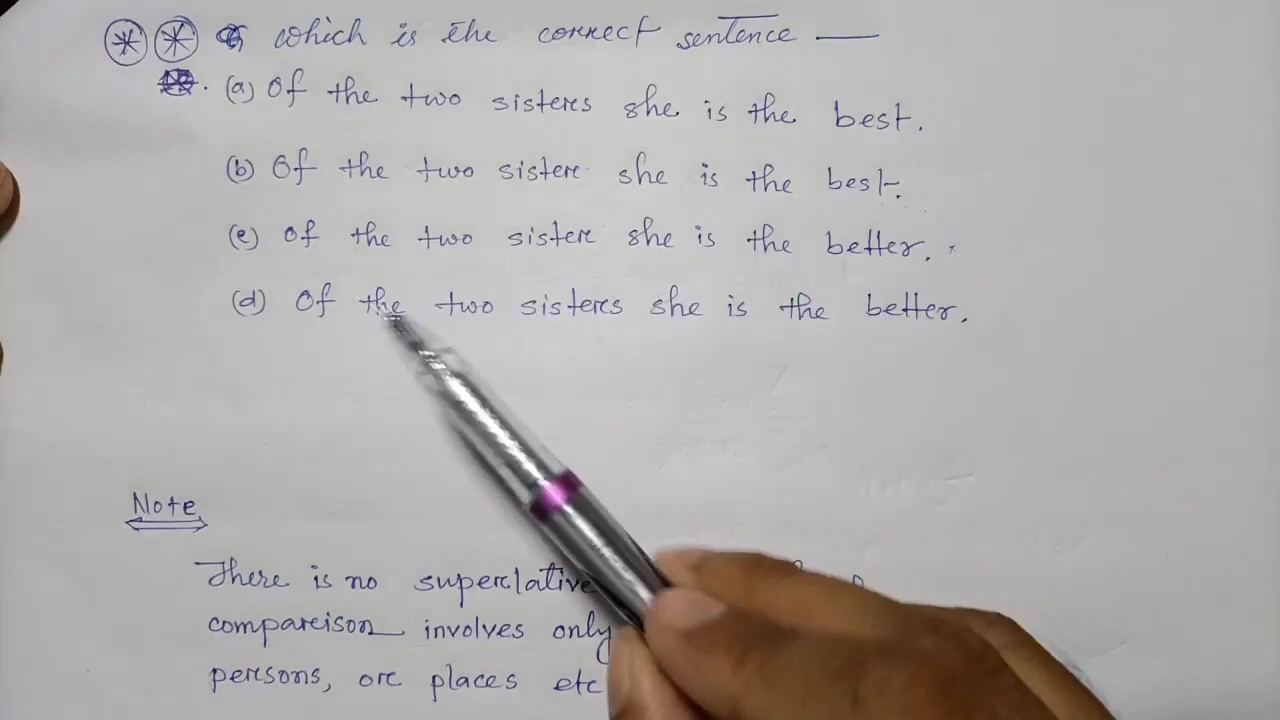 which is the correct sentence —
(a) Of the two sisters she is the best.
(b) Of the two sister she is the best.
(c) Of the two sister she is the better.
(d) Of the two sisters she is the better.
Note
There is no superlative
comparison involves only
persons, or places etc